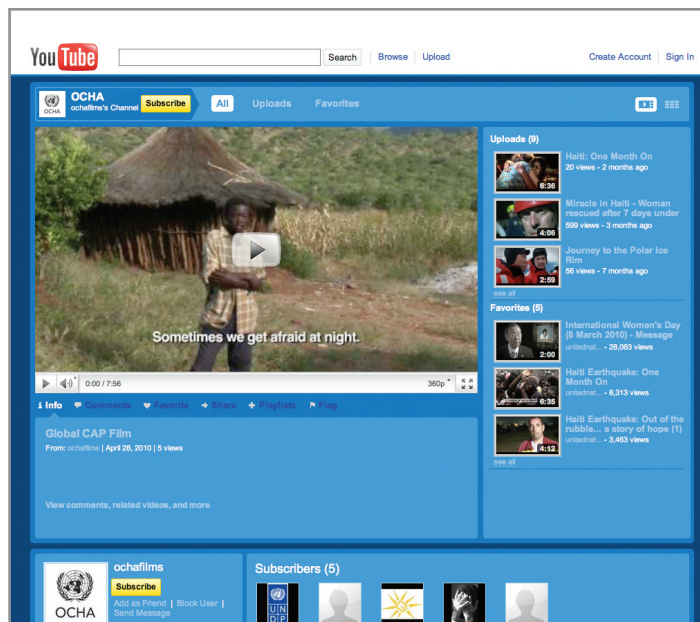 YouTube
Search
Browse
Upload
Create Account
Sign In
OCHA
OCHA
ochafilms's Channel
Subscribe
All
Uploads
Favorites
Sometimes we get afraid at night.
0:00 / 7:56
360p
Info
Comments
Favorite
Share
Playlists
Flag
Global CAP Film
From: ochafilms | April 28, 2010 | 5 views
View comments, related videos, and more
Uploads (9)
6:36
Haiti: One Month On
20 views - 2 months ago
4:06
Miracle in Haiti - Woman
rescued after 7 days under
599 views - 3 months ago
2:59
Journey to the Polar Ice
Rim
56 views - 7 months ago
see all
Favorites (5)
2:00
International Women's Day
(8 March 2010) - Message
unitednat... - 28,063 views
6:35
Haiti Earthquake: One
Month On
unitednat... - 8,313 views
4:12
Haiti Earthquake: Out of the
rubble... a story of hope (1)
unitednat... - 3,463 views
see all
OCHA
ochafilms
Subscribe
Add as Friend | Block User |
Send Message
Subscribers (5)
U N
D P